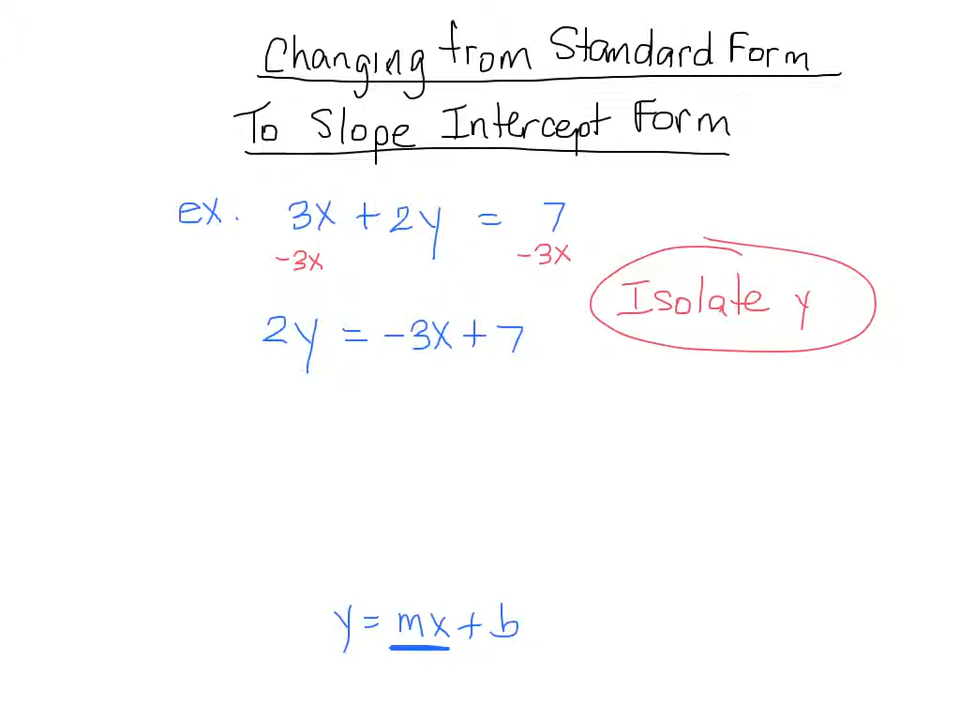 Changing from Standard Form
To Slope Intercept Form
ex. 3x + 2y = 7
-3x -3x
Isolate y
2y = -3x + 7
y = mx + b